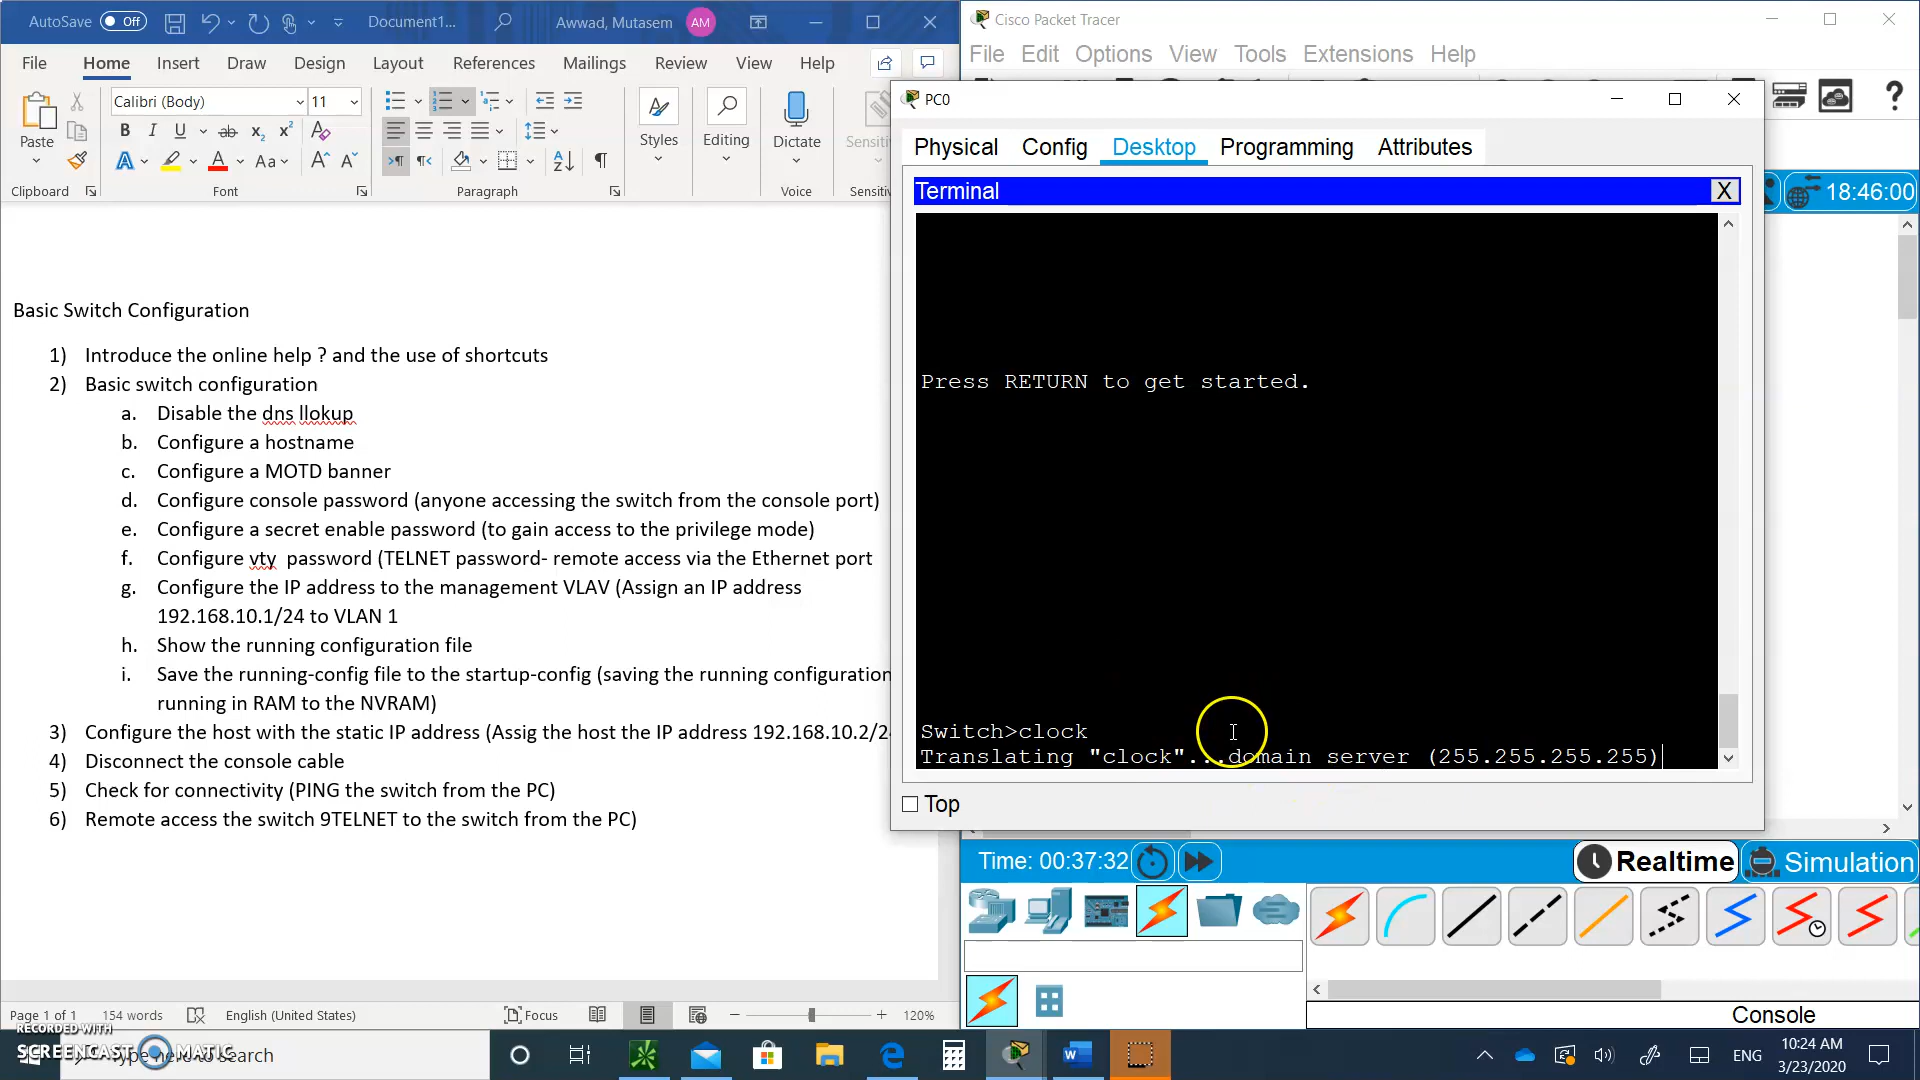 AutoSave Off Document1... Awwad, Mutasem AM
File Home Insert Draw Design Layout References Mailings Review View Help
Calibri (Body) 11
Paste Styles Editing Dictate
Clipboard Font Paragraph Voice
Basic Switch Configuration
1) Introduce the online help ? and the use of shortcuts
2) Basic switch configuration
a. Disable the dns llokup
b. Configure a hostname
c. Configure a MOTD banner
d. Configure console password (anyone accessing the switch from the console port)
e. Configure a secret enable password (to gain access to the privilege mode)
f. Configure vty password (TELNET password- remote access via the Ethernet port
g. Configure the IP address to the management VLAV (Assign an IP address
192.168.10.1/24 to VLAN 1
h. Show the running configuration file
i. Save the running-config file to the startup-config (saving the running configuration
running in RAM to the NVRAM)
3) Configure the host with the static IP address (Assig the host the IP address 192.168.10.2/24
4) Disconnect the console cable
5) Check for connectivity (PING the switch from the PC)
6) Remote access the switch 9TELNET to the switch from the PC)
Page 1 of 1 154 words English (United States) Focus 120%
Cisco Packet Tracer
File Edit Options View Tools Extensions Help
PC0
Physical Config Desktop Programming Attributes
Terminal X
18:46:00
Press RETURN to get started.
Switch>clock
Translating "clock"...domain server (255.255.255.255)
Top
Time: 00:37:32 Realtime Simulation
Console
RECORDED WITH
SCREENCAST MATIC
Type here to search
ENG 10:24 AM
3/23/2020